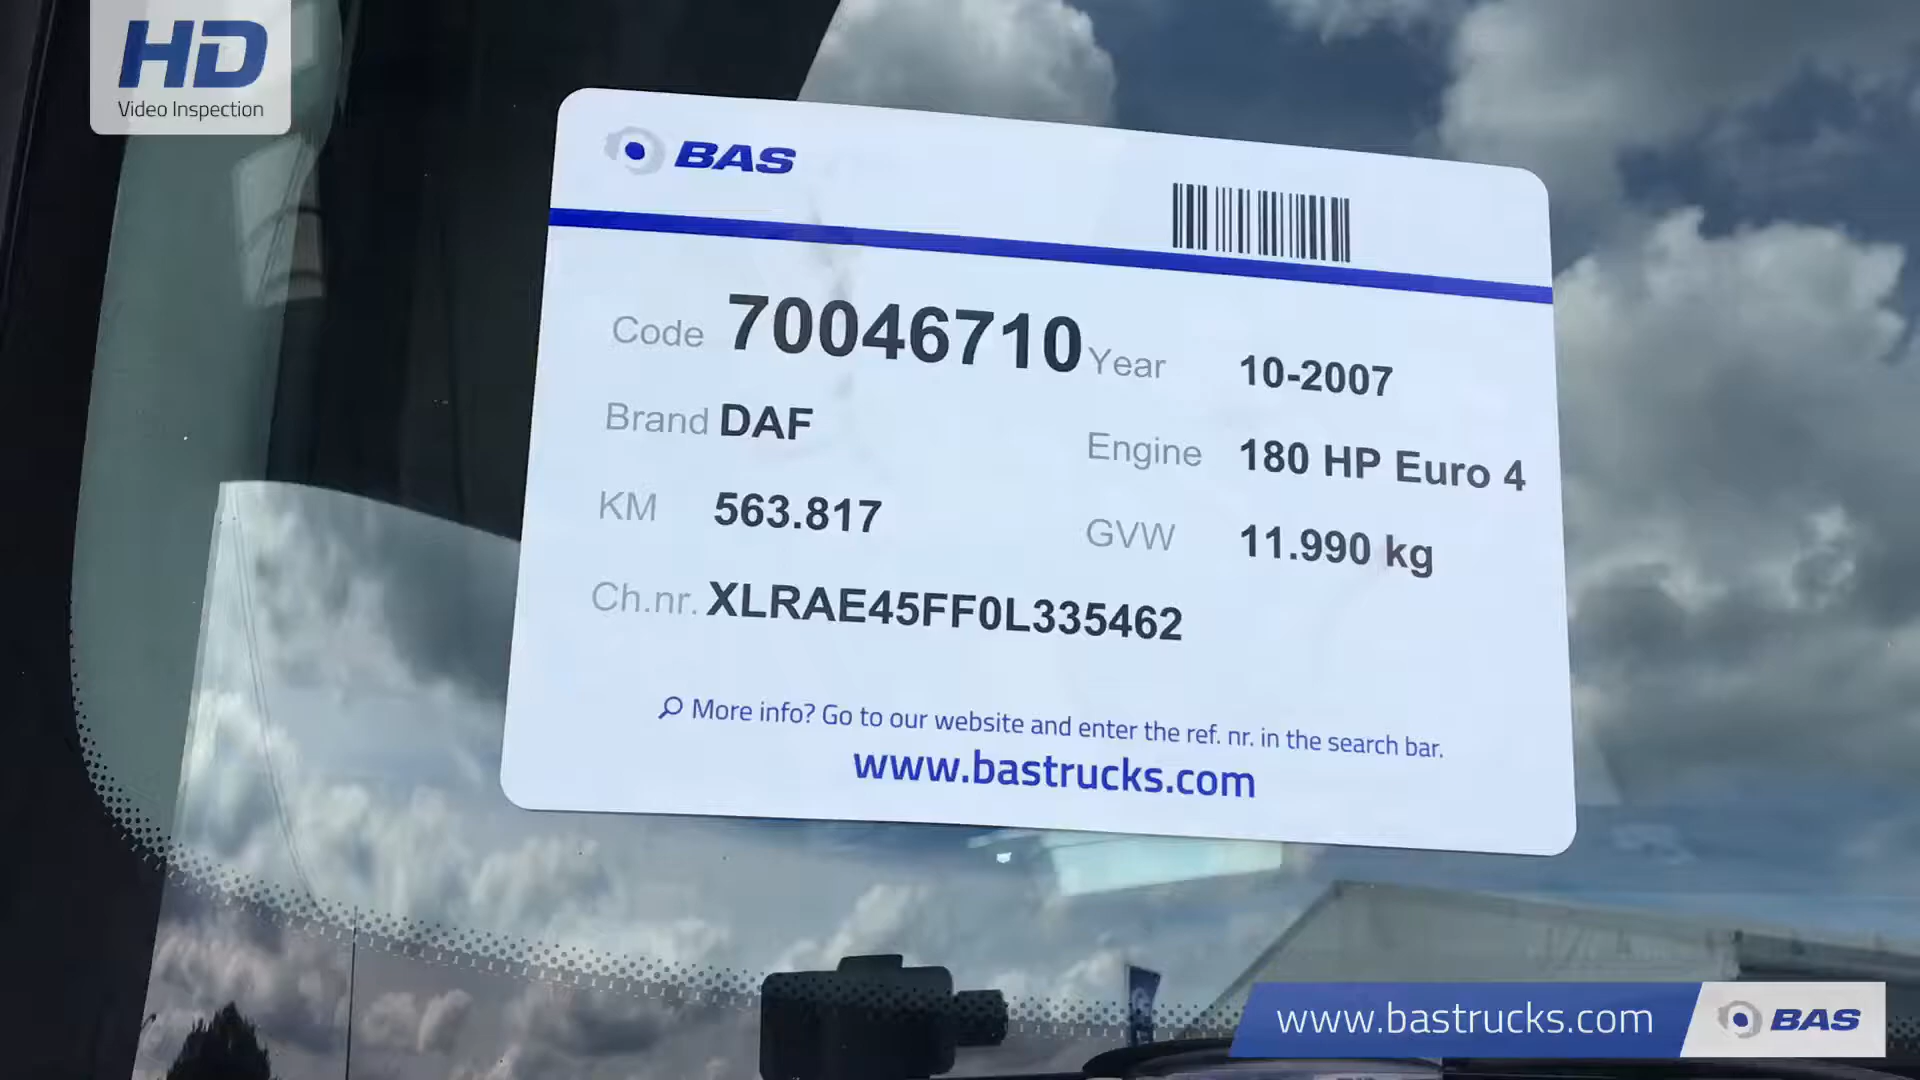 HD
Video Inspection
BAS
Code 70046710 Year 10-2007
Brand DAF Engine 180 HP Euro 4
KM 563.817 GVW 11.990 kg
Ch.nr. XLRAE45FF0L335462
More info? Go to our website and enter the ref. nr. in the search bar.
www.bastrucks.com
www.bastrucks.com BAS